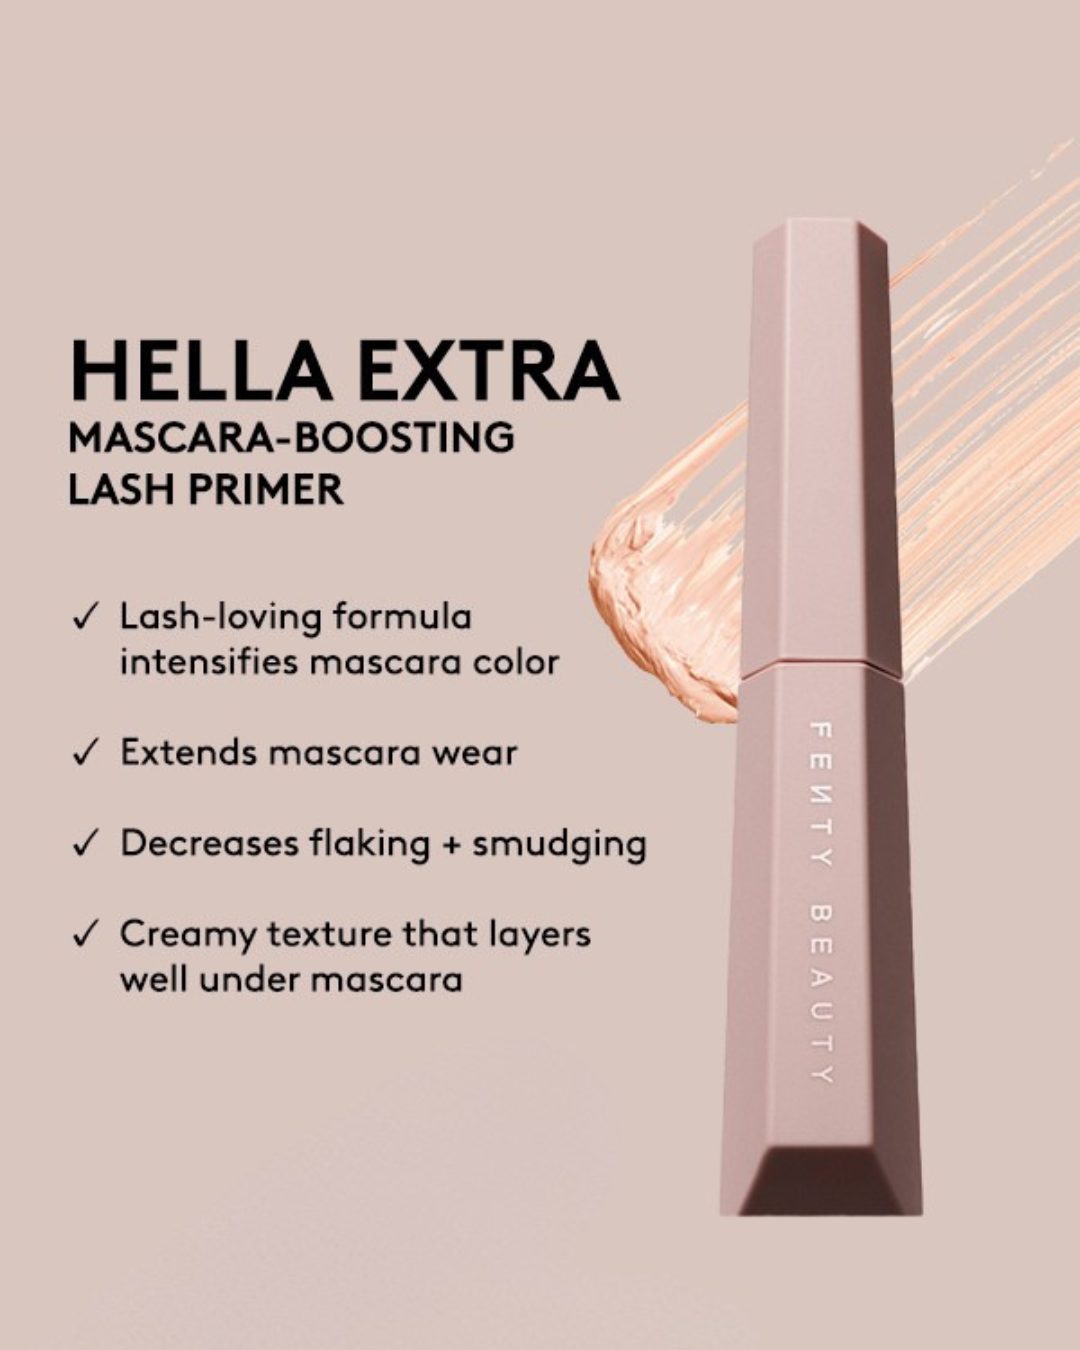 HELLA EXTRA
MASCARA-BOOSTING
LASH PRIMER
✓ Lash-loving formula
intensifies mascara color
✓ Extends mascara wear
✓ Decreases flaking + smudging
✓ Creamy texture that layers
well under mascara
FENTY BEAUTY